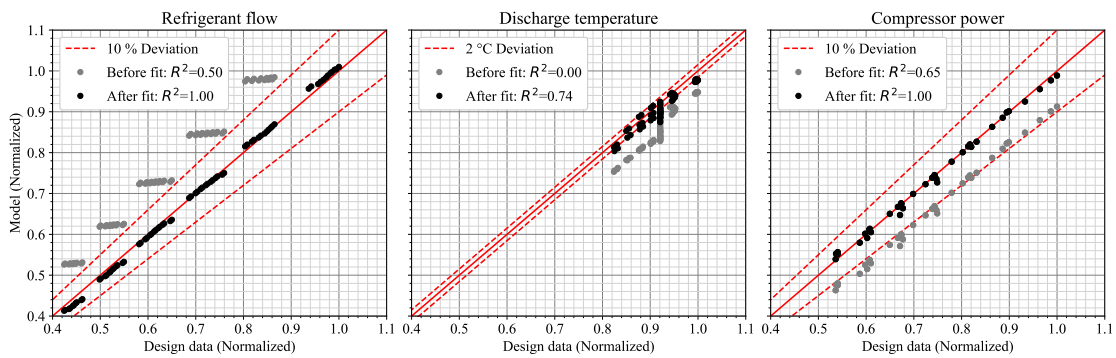 Refrigerant flow
10 % Deviation
Before fit: R²=0.50
After fit: R²=1.00
Model (Normalized)
1.1
1.0
0.9
0.8
0.7
0.6
0.5
0.4
0.4 0.5 0.6 0.7 0.8 0.9 1.0 1.1
Design data (Normalized)
Discharge temperature
2 °C Deviation
Before fit: R²=0.00
After fit: R²=0.74
0.4 0.5 0.6 0.7 0.8 0.9 1.0 1.1
Design data (Normalized)
Compressor power
10 % Deviation
Before fit: R²=0.65
After fit: R²=1.00
0.4 0.5 0.6 0.7 0.8 0.9 1.0 1.1
Design data (Normalized)